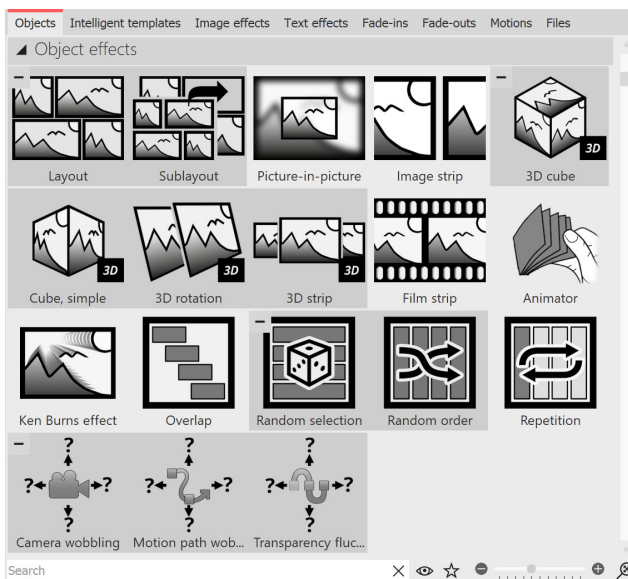 Objects Intelligent templates Image effects Text effects Fade-ins Fade-outs Motions Files
Object effects
Layout Sublayout Picture-in-picture Image strip 3D cube
3D
Cube, simple 3D rotation 3D strip Film strip Animator
3D 3D 3D
Ken Burns effect Overlap Random selection Random order Repetition
? ? ?
?  ? ?  ? ?  ?
? ? ?
Camera wobbling Motion path wob... Transparency fluc...
Search